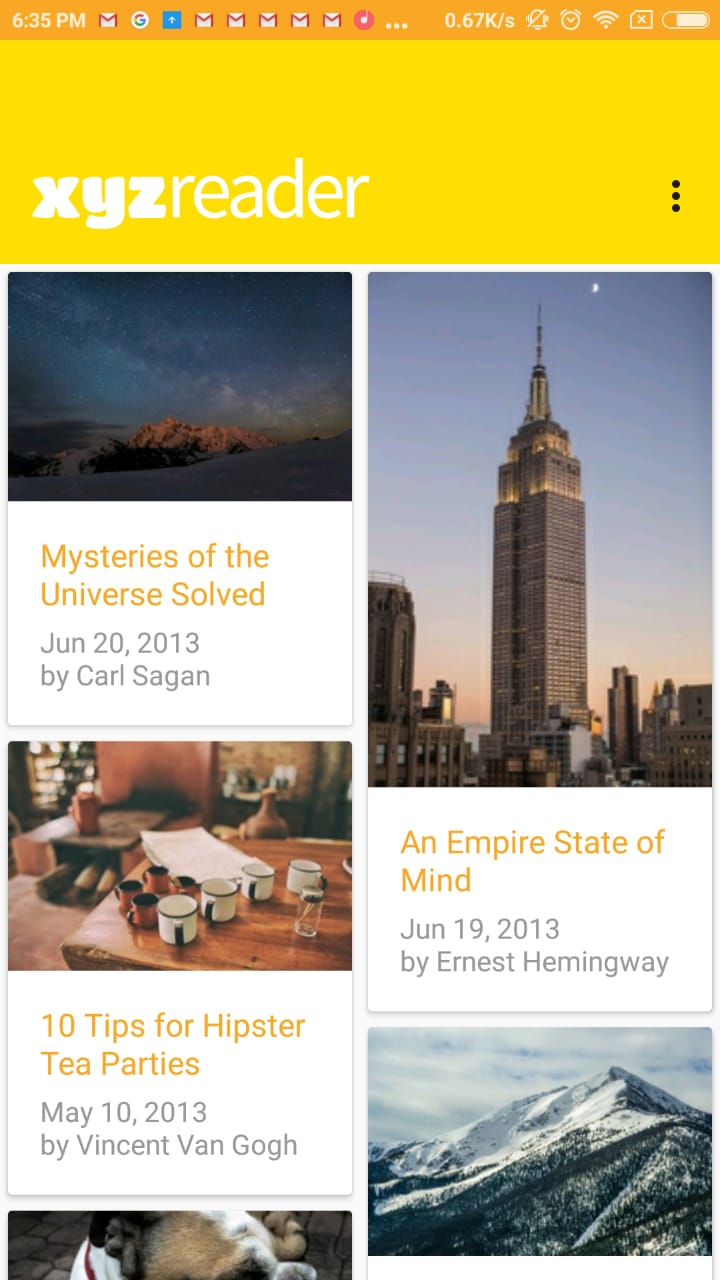 6:35 PM
0.67K/s
xyzreader
Mysteries of the
Universe Solved
Jun 20, 2013
by Carl Sagan
An Empire State of
Mind
Jun 19, 2013
by Ernest Hemingway
10 Tips for Hipster
Tea Parties
May 10, 2013
by Vincent Van Gogh